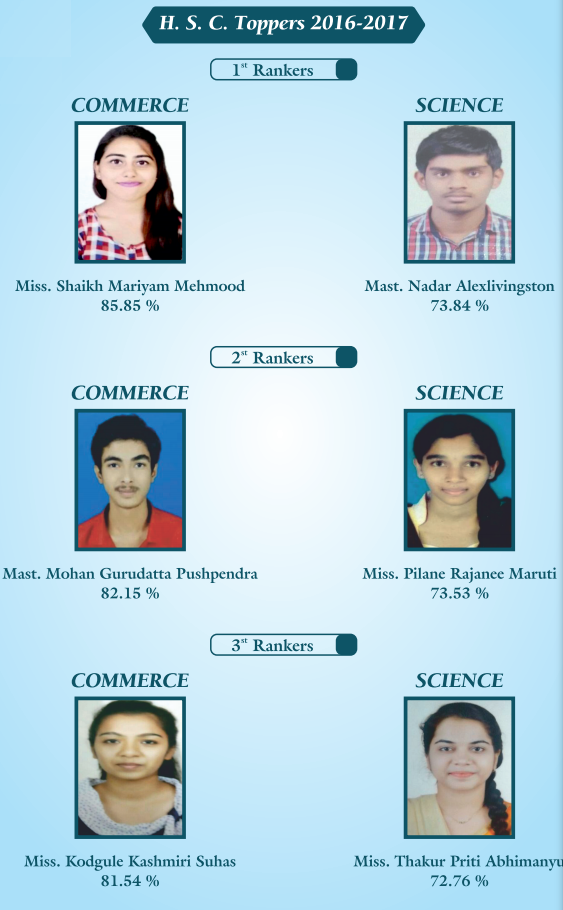 H. S. C. Toppers 2016-2017
1st Rankers
COMMERCE
SCIENCE
Miss. Shaikh Mariyam Mehmood
85.85 %
Mast. Nadar Alexlivingston
73.84 %
2st Rankers
COMMERCE
SCIENCE
Mast. Mohan Gurudatta Pushpendra
82.15 %
Miss. Pilane Rajanee Maruti
73.53 %
3st Rankers
COMMERCE
SCIENCE
Miss. Kodgule Kashmiri Suhas
81.54 %
Miss. Thakur Priti Abhimanyu
72.76 %